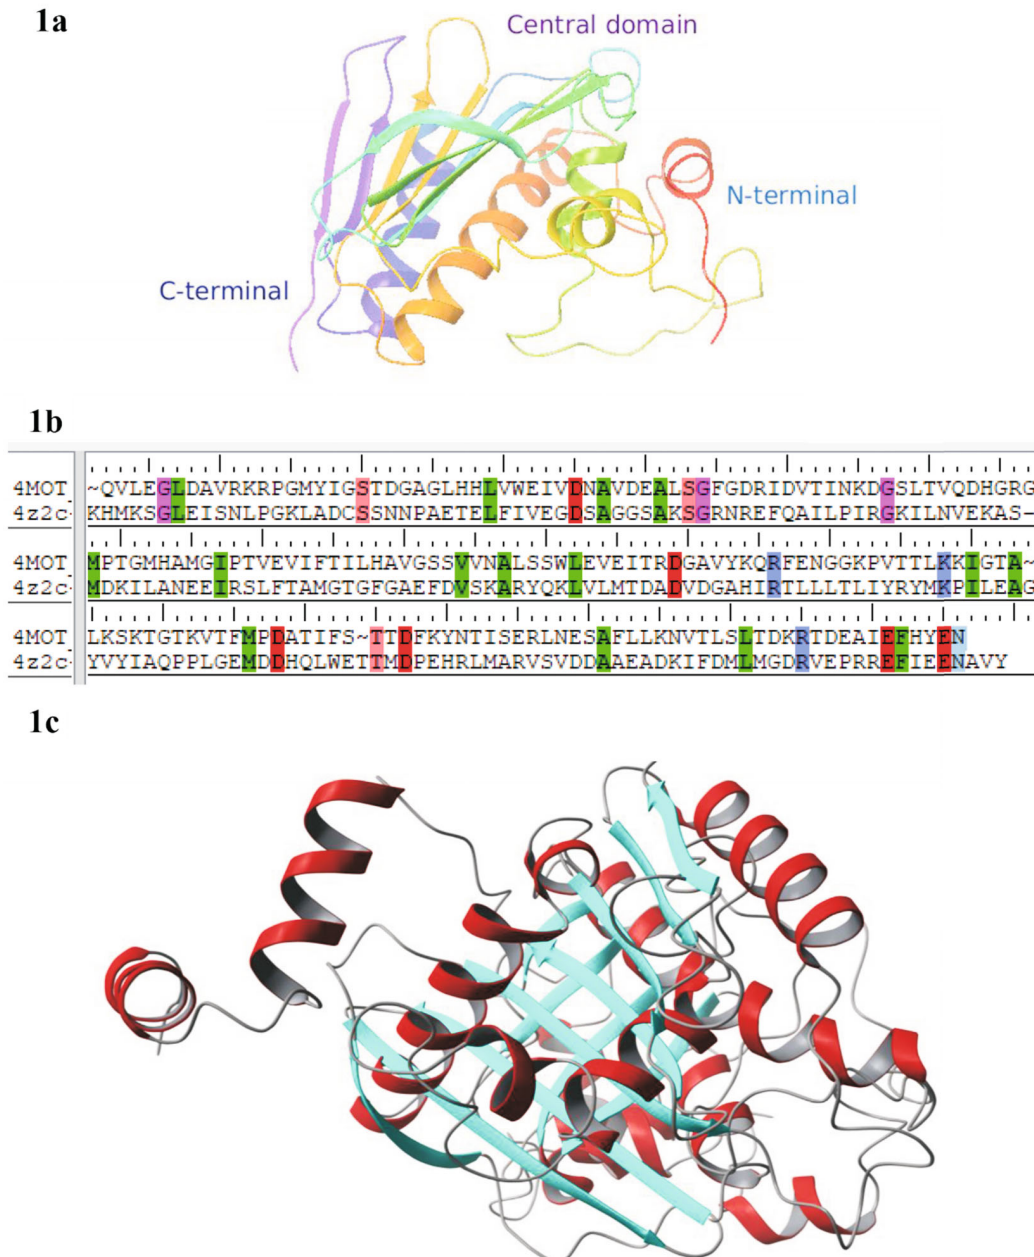 1a
Central domain
N-terminal
C-terminal
1b
4MOT ~QVLEGLDAVRKRPGMYIGSTDGAGLHHLVWEIVDNAVDEALSGFGDRIDVTINKDGSLTVQDHGRG
4z2c KHMKSGLEISNLPGKLADCSSNNPAETELFIVEGDSAGGSAKSGRNREFQAILPIRGKILNVEKAS-
4MOT MPTGMHAMGIPTVEVIFTILHAVGSSVVNALSSWLEVEITRDGAVYKQRFENGGKPVTTLKKIGTA~
4z2c MDKILANEEIRSLFTAMGTGFGAEFDVSKARYQKLVLMTDADVDGAHIRTLLLTLIYRYMKPILEAG
4MOT LKSKTGTKVTFMPDATIFS~TTDFKYNTISERLNESAFLLKNVTLSLTDKRTDEAIEFHYEN
4z2c YVYIAQPPLGEMDDHQLWETTMDPEHRLMARVSVDDAAEADKIFDMLMGDRVEPRREFIEENAVY
1c